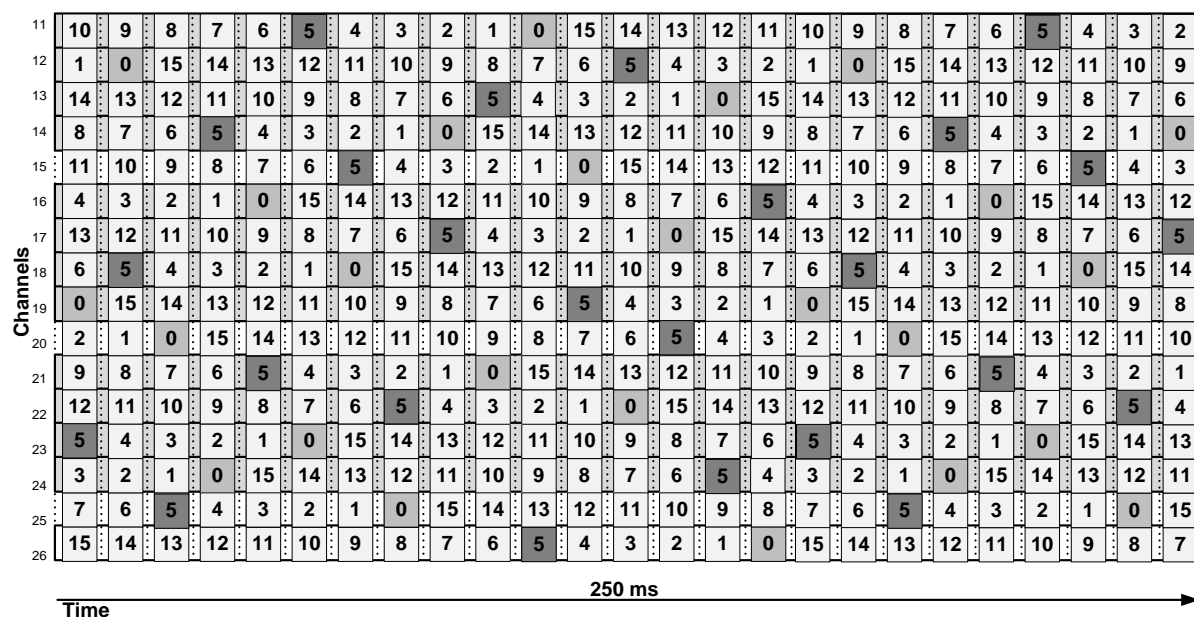 11 10 9 8 7 6 5 4 3 2 1 0 15 14 13 12 11 10 9 8 7 6 5 4 3 2
12 1 0 15 14 13 12 11 10 9 8 7 6 5 4 3 2 1 0 15 14 13 12 11 10 9
13 14 13 12 11 10 9 8 7 6 5 4 3 2 1 0 15 14 13 12 11 10 9 8 7 6
14 8 7 6 5 4 3 2 1 0 15 14 13 12 11 10 9 8 7 6 5 4 3 2 1 0
15 11 10 9 8 7 6 5 4 3 2 1 0 15 14 13 12 11 10 9 8 7 6 5 4 3
16 4 3 2 1 0 15 14 13 12 11 10 9 8 7 6 5 4 3 2 1 0 15 14 13 12
17 13 12 11 10 9 8 7 6 5 4 3 2 1 0 15 14 13 12 11 10 9 8 7 6 5
18 6 5 4 3 2 1 0 15 14 13 12 11 10 9 8 7 6 5 4 3 2 1 0 15 14
19 0 15 14 13 12 11 10 9 8 7 6 5 4 3 2 1 0 15 14 13 12 11 10 9 8
20 2 1 0 15 14 13 12 11 10 9 8 7 6 5 4 3 2 1 0 15 14 13 12 11 10
21 9 8 7 6 5 4 3 2 1 0 15 14 13 12 11 10 9 8 7 6 5 4 3 2 1
22 12 11 10 9 8 7 6 5 4 3 2 1 0 15 14 13 12 11 10 9 8 7 6 5 4
23 5 4 3 2 1 0 15 14 13 12 11 10 9 8 7 6 5 4 3 2 1 0 15 14 13
24 3 2 1 0 15 14 13 12 11 10 9 8 7 6 5 4 3 2 1 0 15 14 13 12 11
25 7 6 5 4 3 2 1 0 15 14 13 12 11 10 9 8 7 6 5 4 3 2 1 0 15
26 15 14 13 12 11 10 9 8 7 6 5 4 3 2 1 0 15 14 13 12 11 10 9 8 7
Channels
250 ms
Time